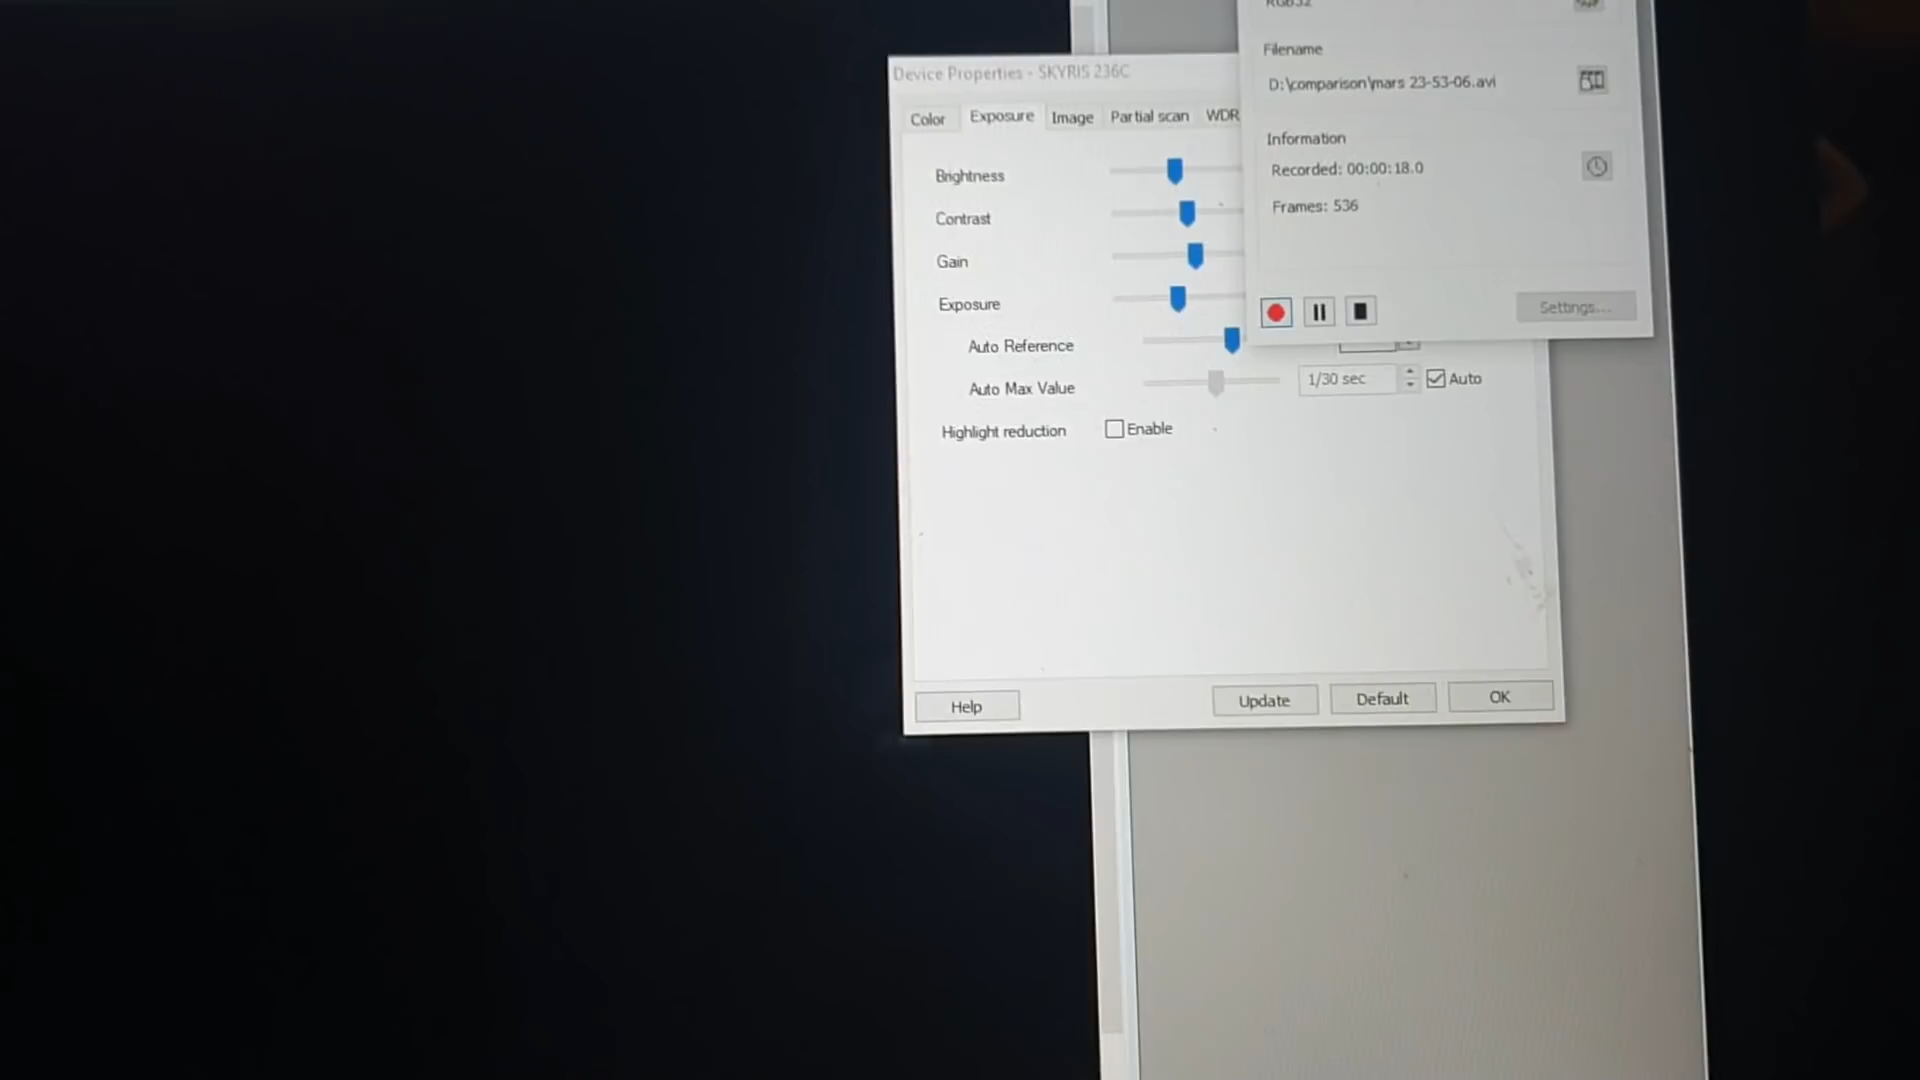 RGB32
Filename
D:\comparison\mars 23-53-06.avi
Information
Recorded: 00:00:18.0
Frames: 536
Settings...
Device Properties - SKYRIS 236C
Color Exposure Image Partial scan WDR
Brightness
Contrast
Gain
Exposure
Auto Reference
Auto Max Value 1/30 sec Auto
Highlight reduction Enable
Help Update Default OK